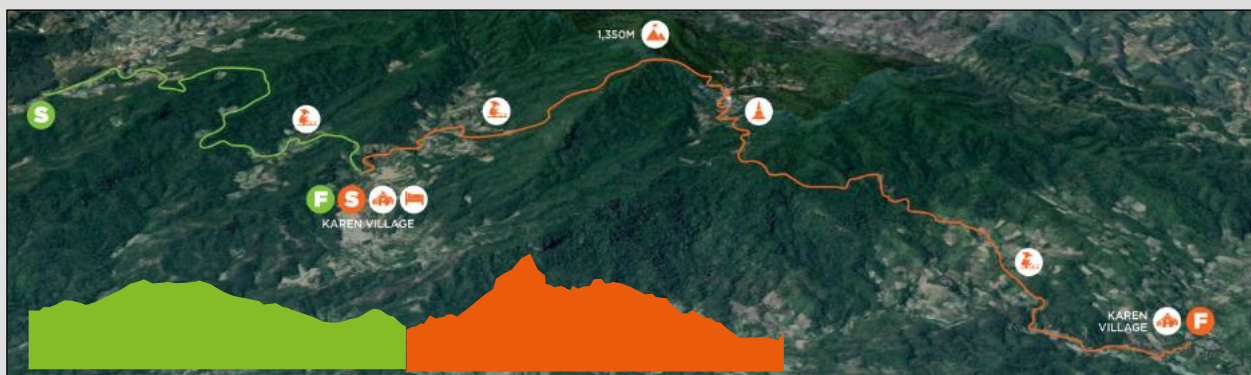 1,350M
S
F S
KAREN VILLAGE
KAREN
VILLAGE
F